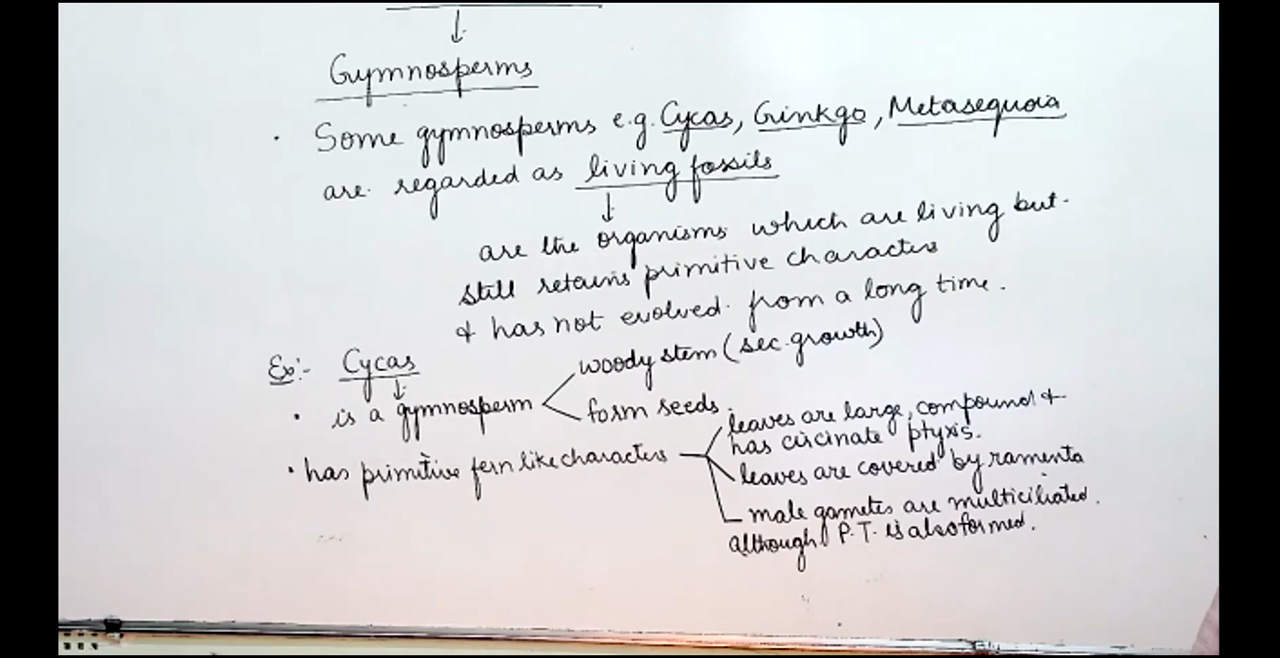 Gymnosperms
· Some gymnosperms e.g. Cycas, Ginkgo, Metasequoia
are regarded as living fossils
are the organisms which are living but
still retains primitive characters
& has not evolved from a long time.
Ex:- Cycas
woody stem (sec. growth)
· is a gymnosperm
form seeds.
· has primitive fern like characters
leaves are large, compound &
has circinate ptyxis.
leaves are covered by ramenta
male gametes are multiciliated.
although P.T. is also formed.